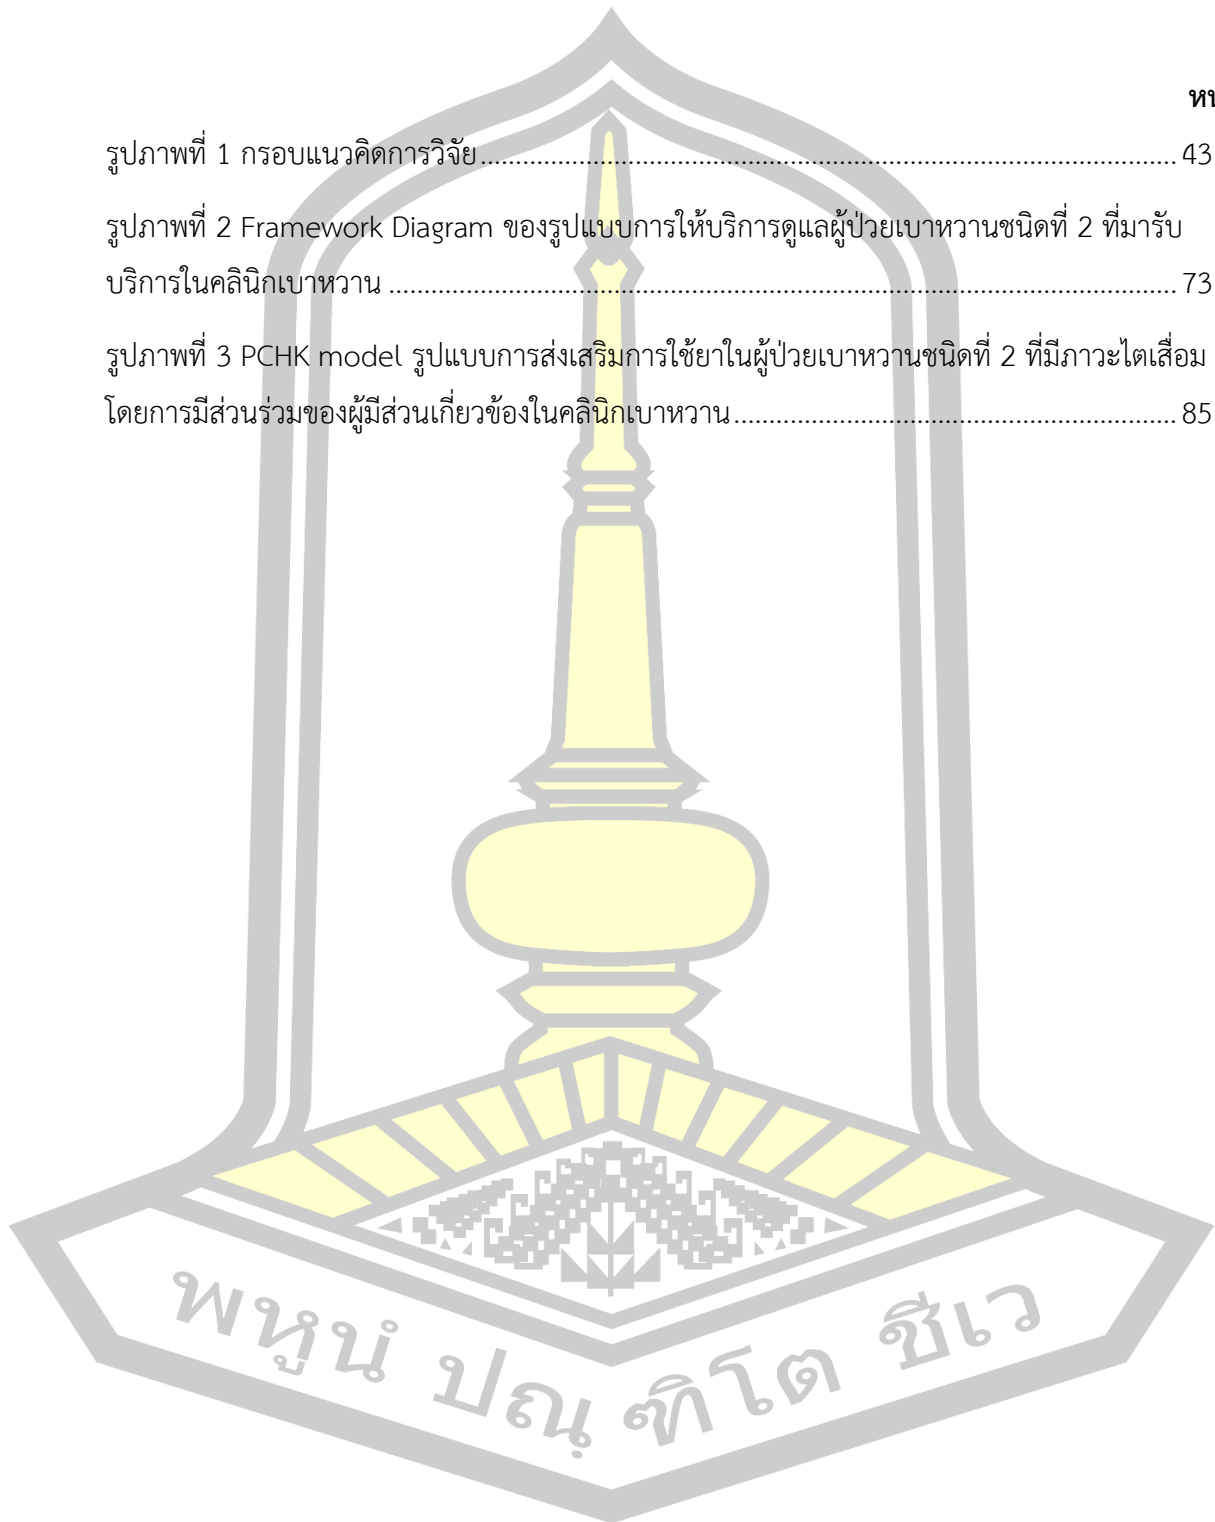 รูปภาพที่ 1 กรอบแนวคิดการวิจัย........................................................................................................ 43
รูปภาพที่ 2 Framework Diagram ของรูปแบบการให้บริการดูแลผู้ป่วยเบาหวานชนิดที่ 2 ที่มารับ
บริการในคลินิกเบาหวาน .................................................................................................................. 73
รูปภาพที่ 3 PCHK model รูปแบบการส่งเสริมการใช้ยาในผู้ป่วยเบาหวานชนิดที่ 2 ที่มีภาวะไตเสื่อม
โดยการมีส่วนร่วมของผู้มีส่วนเกี่ยวข้องในคลินิกเบาหวาน ................................................................. 85
พหูนํ ปณฺฑิโต ชีเว